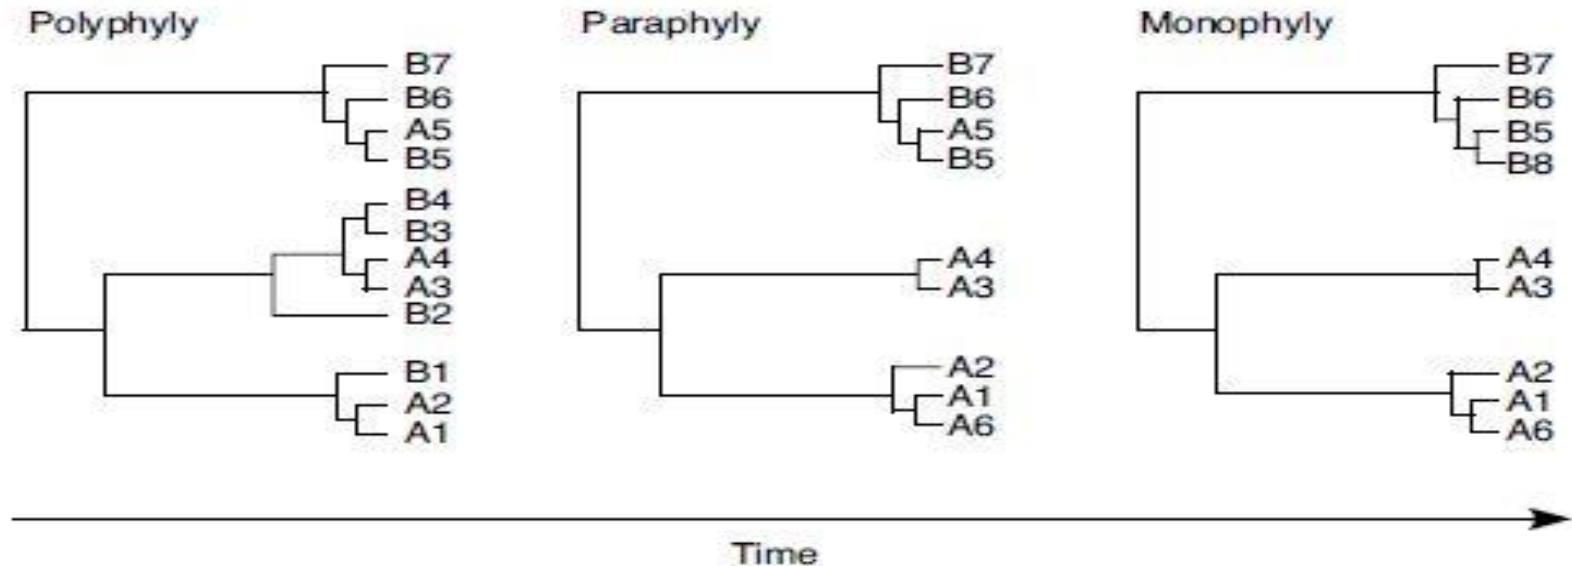 Polyphyly
B7
B6
A5
B5
B4
B3
A4
A3
B2
B1
A2
A1
Paraphyly
B7
B6
A5
B5
A4
A3
A2
A1
A6
Monophyly
B7
B6
B5
B8
A4
A3
A2
A1
A6
Time